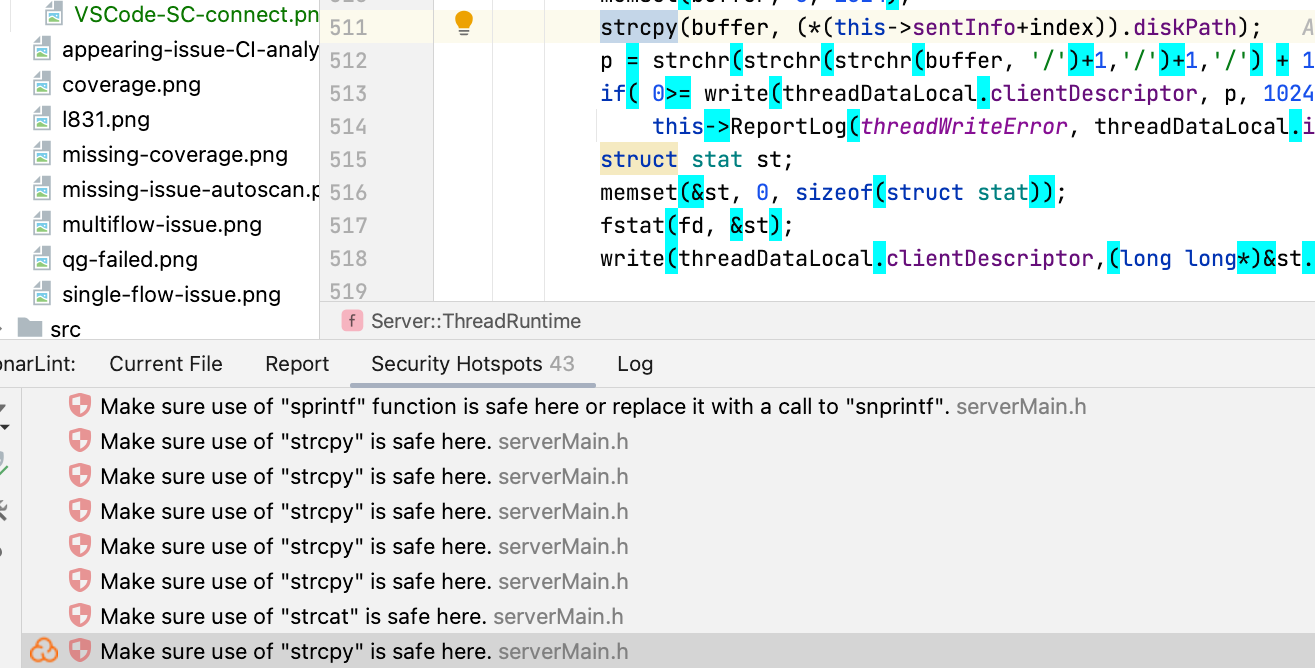 VSCode-SC-connect.pn
appearing-issue-CI-analy
coverage.png
l831.png
missing-coverage.png
missing-issue-autoscan.p
multiflow-issue.png
qg-failed.png
single-flow-issue.png
src
511 strcpy(buffer, (*(this->sentInfo+index)).diskPath);
512 p = strchr(strchr(strchr(buffer, '/')+1,'/')+1,'/') + 1
513 if( 0>= write(threadDataLocal.clientDescriptor, p, 1024
514 this->ReportLog(threadWriteError, threadDataLocal.i
515 struct stat st;
516 memset(&st, 0, sizeof(struct stat));
517 fstat(fd, &st);
518 write(threadDataLocal.clientDescriptor,(long long*)&st.
519
f Server::ThreadRuntime
onarLint: Current File Report Security Hotspots 43 Log
Make sure use of "sprintf" function is safe here or replace it with a call to "snprintf". serverMain.h
Make sure use of "strcpy" is safe here. serverMain.h
Make sure use of "strcpy" is safe here. serverMain.h
Make sure use of "strcpy" is safe here. serverMain.h
Make sure use of "strcpy" is safe here. serverMain.h
Make sure use of "strcpy" is safe here. serverMain.h
Make sure use of "strcat" is safe here. serverMain.h
Make sure use of "strcpy" is safe here. serverMain.h